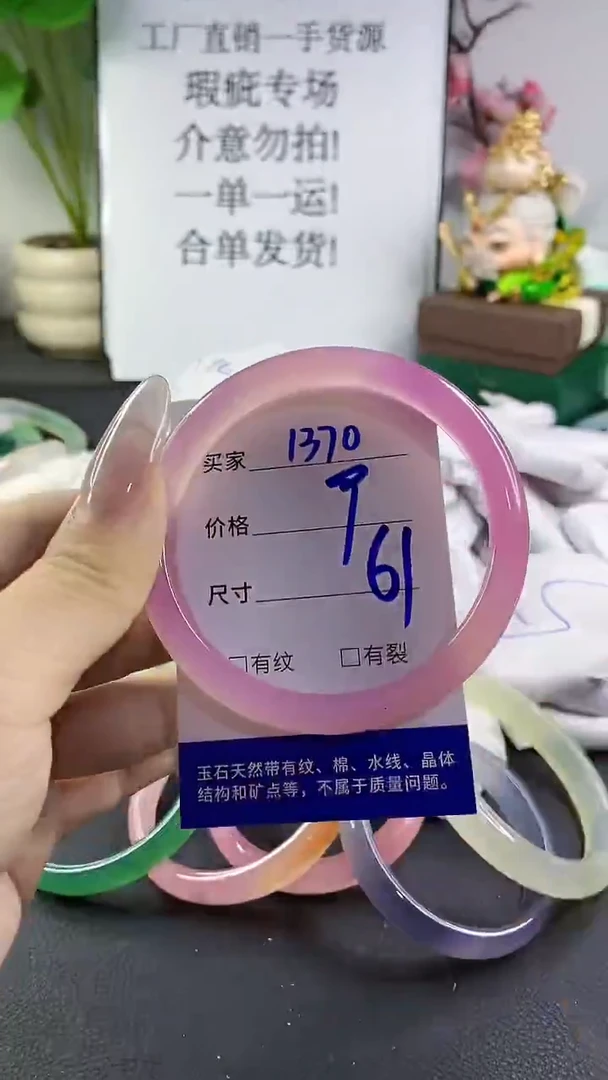 工厂直销一手货源
瑕疵专场
介意勿拍!
一单一运!
合单发货!
买家 1370
价格
尺寸 61
□有纹 □有裂
玉石天然带有纹、棉、水线、晶体
结构和矿点等，不属于质量问题。